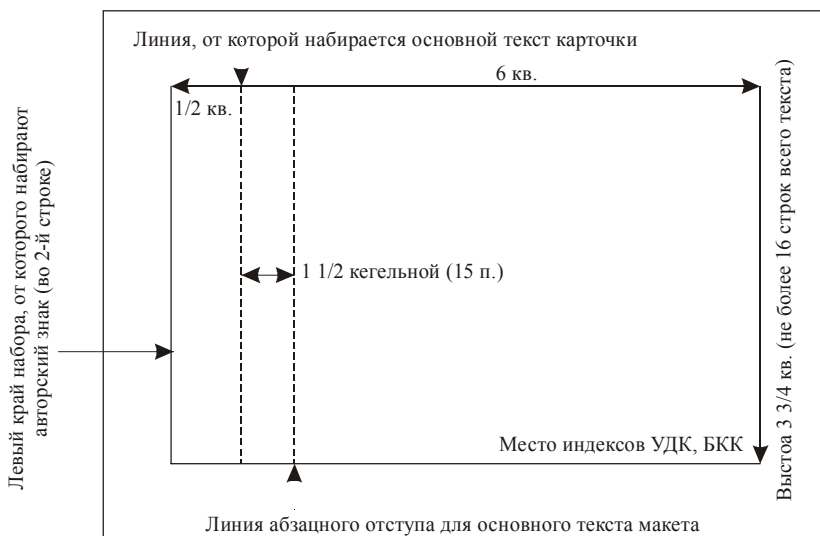 Линия, от которой набирается основной текст карточки
6 кв.
1/2 кв.
Левый край набора, от которого набирают
авторский знак (во 2-й строке)
1 1/2 кегельной (15 п.)
Выстоа 3 3/4 кв. (не более 16 строк всего текста)
Место индексов УДК, БКК
Линия абзацного отступа для основного текста макета